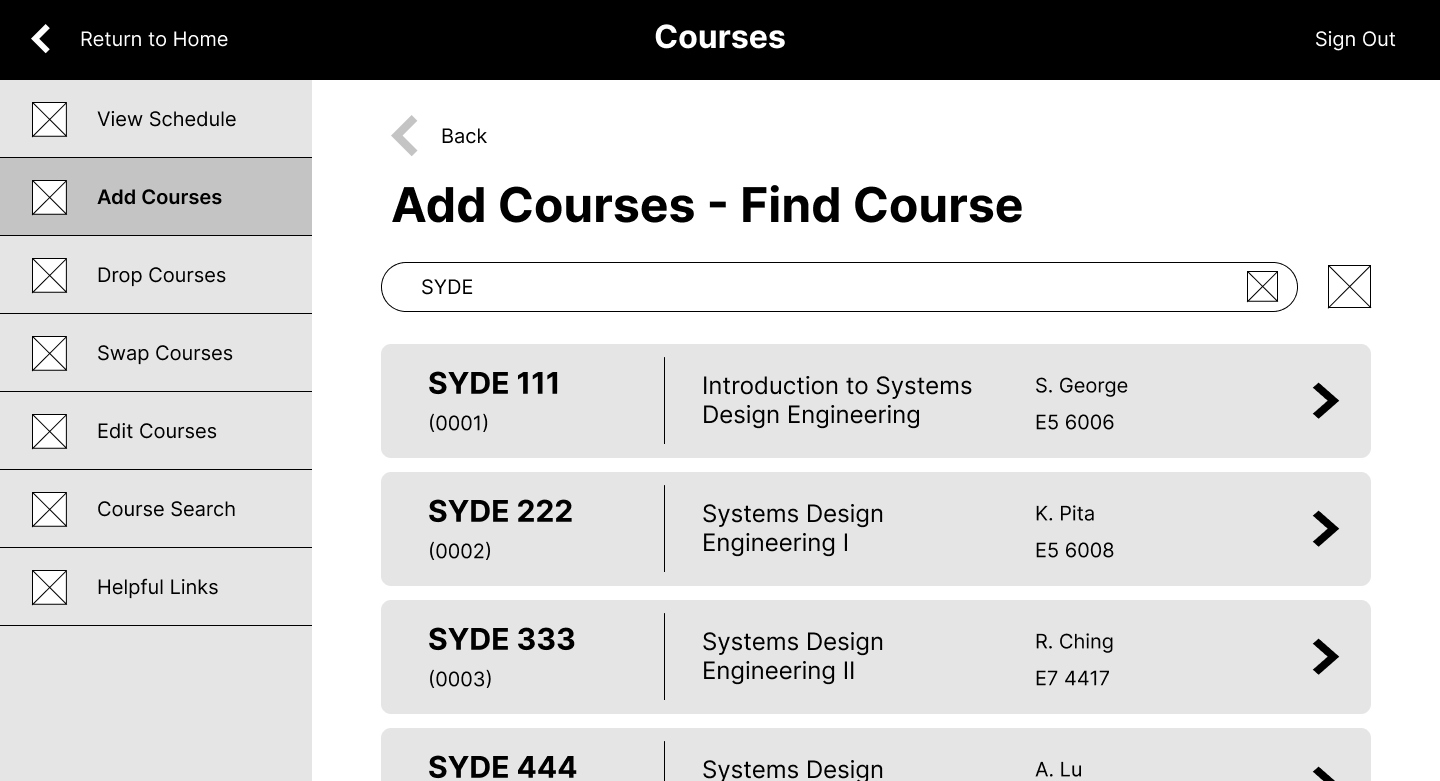 Return to Home
Courses
Sign Out
View Schedule
Add Courses
Drop Courses
Swap Courses
Edit Courses
Course Search
Helpful Links
Back
Add Courses - Find Course
SYDE
SYDE 111
(0001)
Introduction to Systems
Design Engineering
S. George
E5 6006
SYDE 222
(0002)
Systems Design
Engineering I
K. Pita
E5 6008
SYDE 333
(0003)
Systems Design
Engineering II
R. Ching
E7 4417
SYDE 444
Systems Design
A. Lu